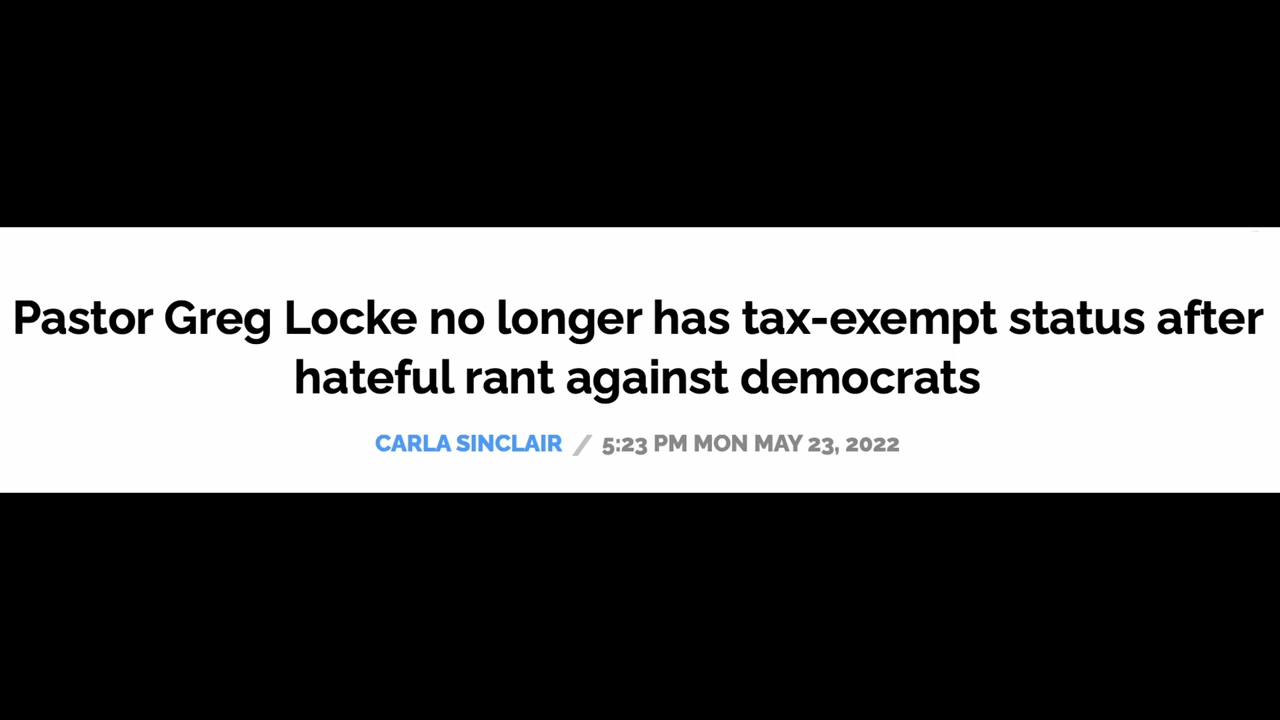 Pastor Greg Locke no longer has tax-exempt status after
hateful rant against democrats
CARLA SINCLAIR / 5:23 PM MON MAY 23, 2022